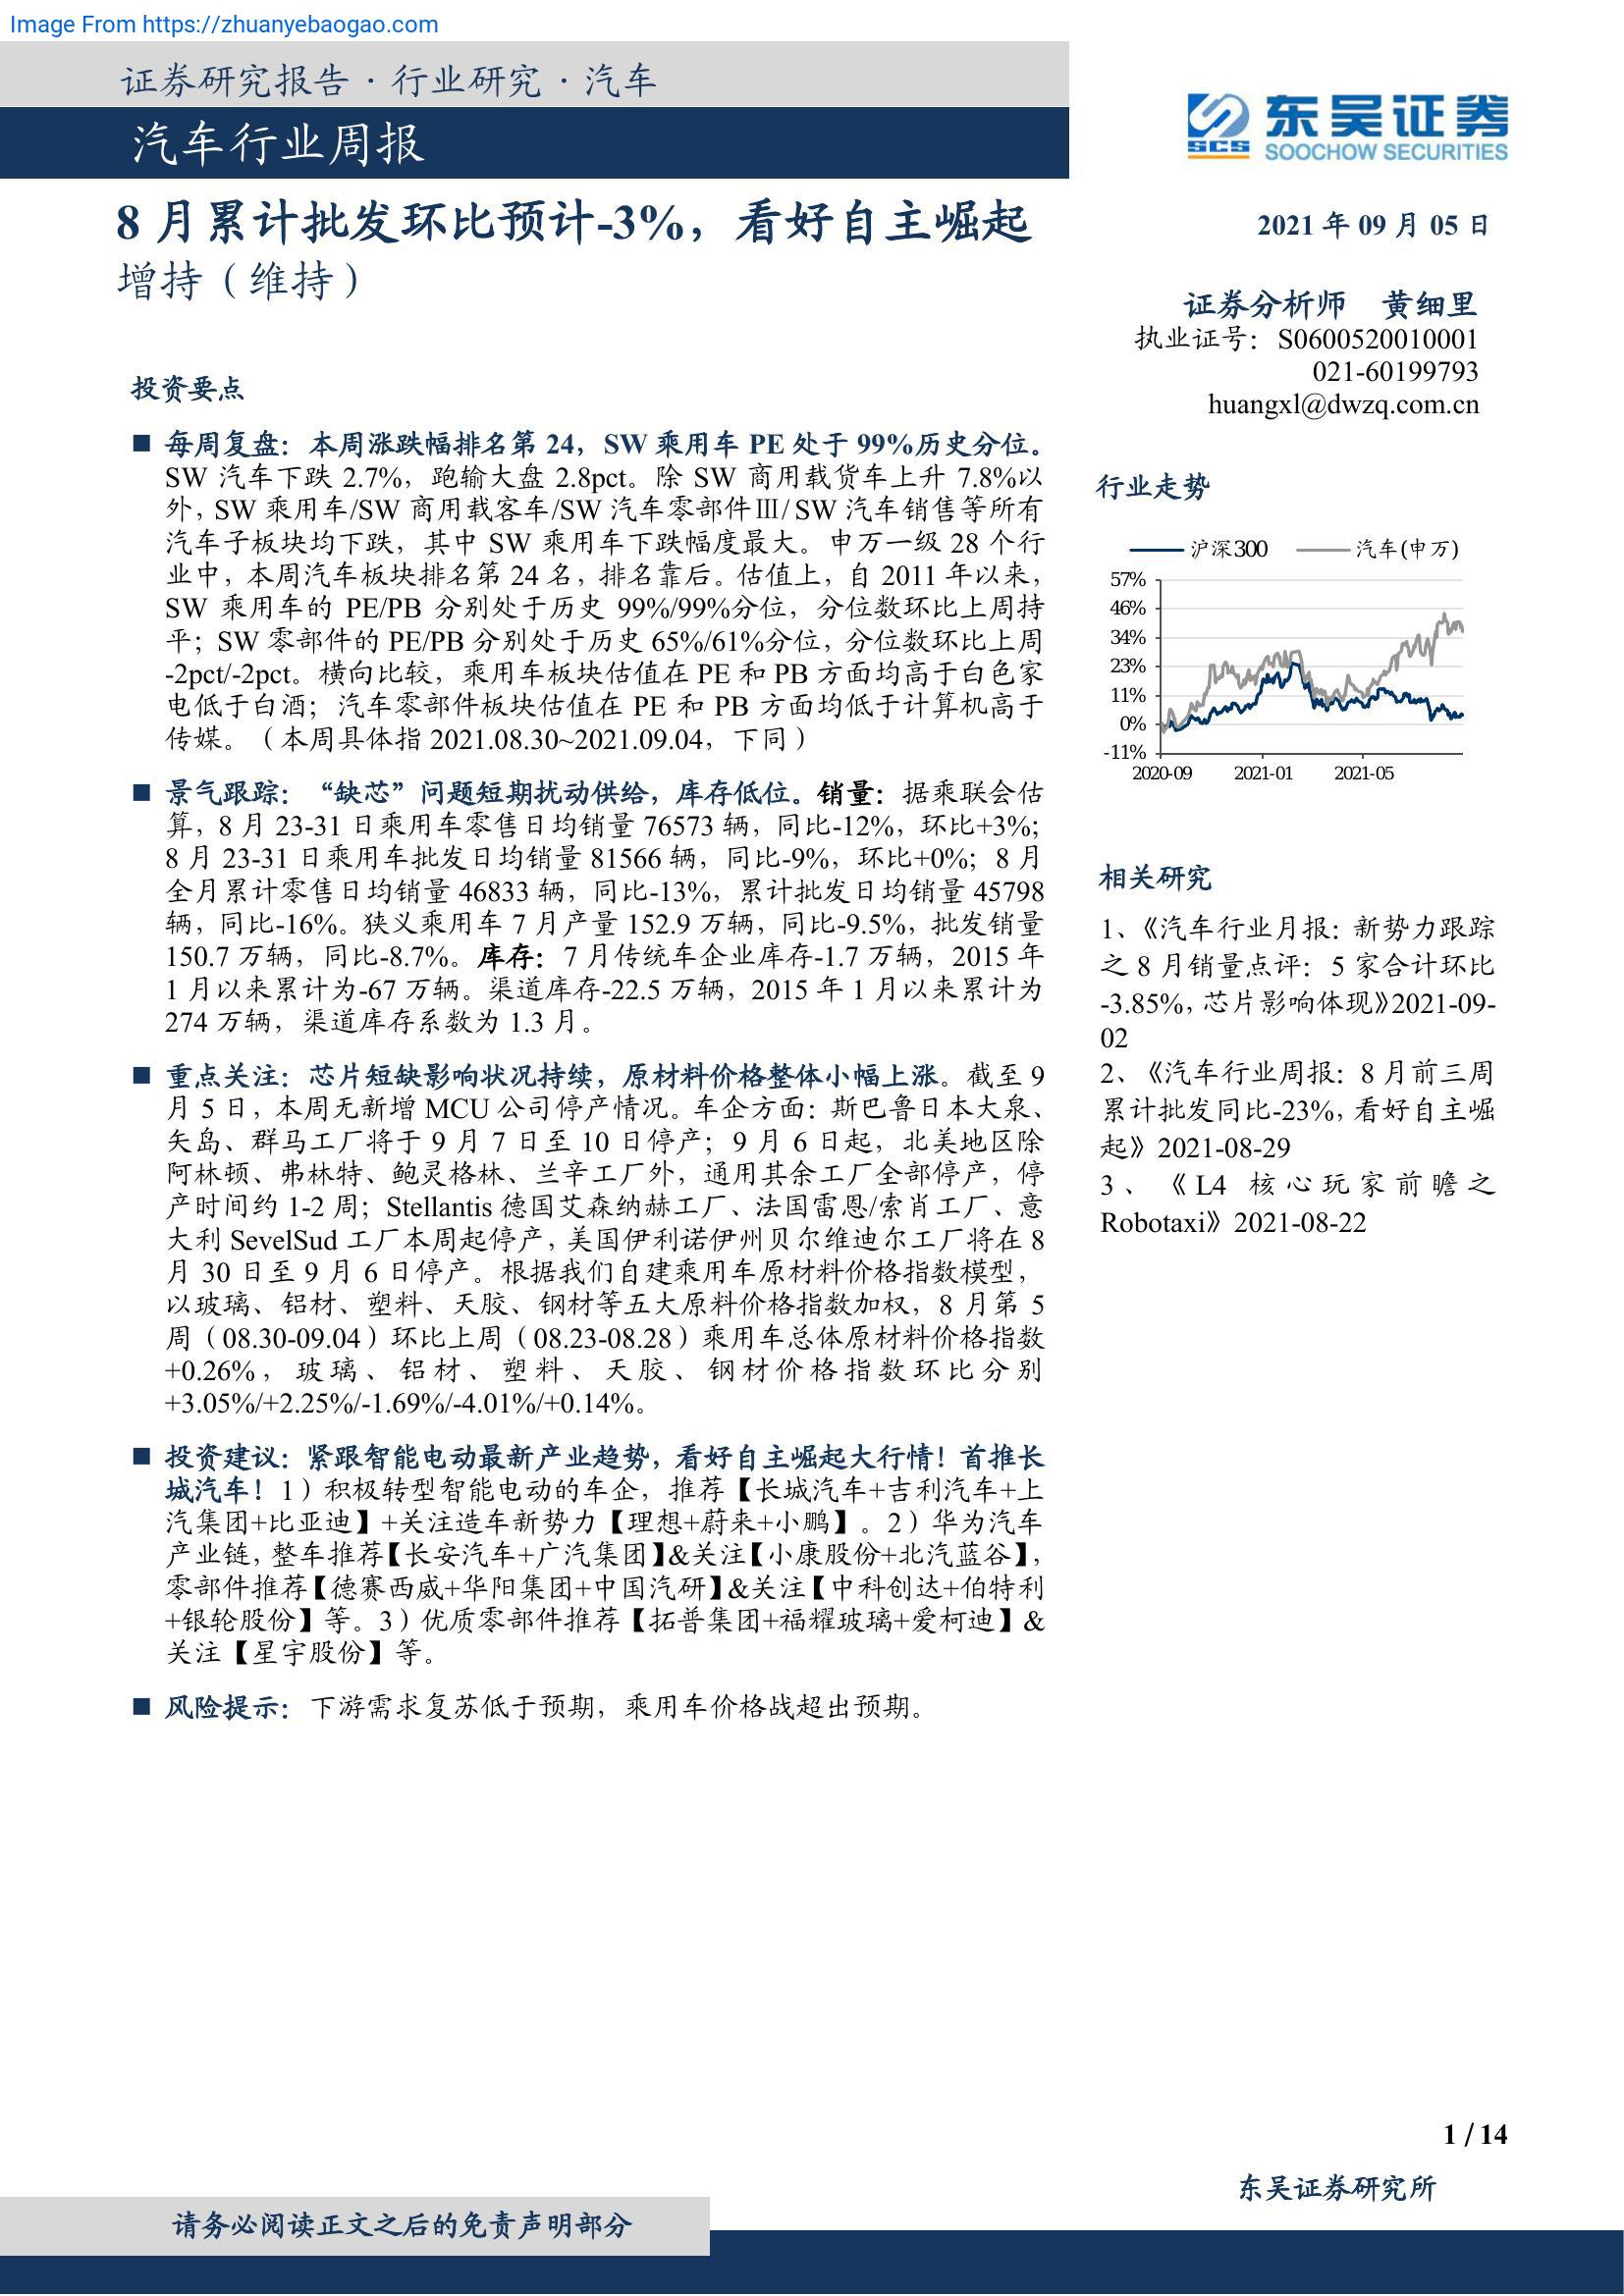 Image From https://zhuanyebaogao.com
证券研究报告·行业研究·汽车
汽车行业周报
东吴证券
SCS
SOOCHOW SECURITIES
8 月累计批发环比预计-3%，看好自主崛起
增持（维持）
2021 年 09 月 05 日
证券分析师 黄细里
执业证号：S0600520010001
021-60199793
huangxl@dwzq.com.cn
投资要点
■ 每周复盘：本周涨跌幅排名第 24，SW 乘用车 PE 处于 99%历史分位。
SW 汽车下跌 2.7%，跑输大盘 2.8pct。除 SW 商用载货车上升 7.8%以
外，SW 乘用车/SW 商用载客车/SW 汽车零部件Ⅲ/ SW 汽车销售等所有
汽车子板块均下跌，其中 SW 乘用车下跌幅度最大。申万一级 28 个行
业中，本周汽车板块排名第 24 名，排名靠后。估值上，自 2011 年以来，
SW 乘用车的 PE/PB 分别处于历史 99%/99%分位，分位数环比上周持
平；SW 零部件的 PE/PB 分别处于历史 65%/61%分位，分位数环比上周
-2pct/-2pct。横向比较，乘用车板块估值在 PE 和 PB 方面均高于白色家
电低于白酒；汽车零部件板块估值在 PE 和 PB 方面均低于计算机高于
传媒。（本周具体指 2021.08.30~2021.09.04，下同）
■ 景气跟踪：“缺芯”问题短期扰动供给，库存低位。销量：据乘联会估
算，8 月 23-31 日乘用车零售日均销量 76573 辆，同比-12%，环比+3%；
8 月 23-31 日乘用车批发日均销量 81566 辆，同比-9%，环比+0%；8 月
全月累计零售日均销量 46833 辆，同比-13%，累计批发日均销量 45798
辆，同比-16%。狭义乘用车 7 月产量 152.9 万辆，同比-9.5%，批发销量
150.7 万辆，同比-8.7%。库存：7 月传统车企业库存-1.7 万辆，2015 年
1 月以来累计为-67 万辆。渠道库存-22.5 万辆，2015 年 1 月以来累计为
274 万辆，渠道库存系数为 1.3 月。
■ 重点关注：芯片短缺影响状况持续，原材料价格整体小幅上涨。截至 9
月 5 日，本周无新增 MCU 公司停产情况。车企方面：斯巴鲁日本大泉、
矢岛、群马工厂将于 9 月 7 日至 10 日停产；9 月 6 日起，北美地区除
阿林顿、弗林特、鲍灵格林、兰辛工厂外，通用其余工厂全部停产，停
产时间约 1-2 周；Stellantis 德国艾森纳赫工厂、法国雷恩/索肖工厂、意
大利 SevelSud 工厂本周起停产，美国伊利诺伊州贝尔维迪尔工厂将在 8
月 30 日至 9 月 6 日停产。根据我们自建乘用车原材料价格指数模型，
以玻璃、铝材、塑料、天胶、钢材等五大原料价格指数加权，8 月第 5
周（08.30-09.04）环比上周（08.23-08.28）乘用车总体原材料价格指数
+0.26%，玻璃、铝材、塑料、天胶、钢材价格指数环比分别
+3.05%/+2.25%/-1.69%/-4.01%/+0.14%。
■ 投资建议：紧跟智能电动最新产业趋势，看好自主崛起大行情！首推长
城汽车！1）积极转型智能电动的车企，推荐【长城汽车+吉利汽车+上
汽集团+比亚迪】+关注造车新势力【理想+蔚来+小鹏】。2）华为汽车
产业链，整车推荐【长安汽车+广汽集团】&关注【小康股份+北汽蓝谷】，
零部件推荐【德赛西威+华阳集团+中国汽研】&关注【中科创达+伯特利
+银轮股份】等。3）优质零部件推荐【拓普集团+福耀玻璃+爱柯迪】&
关注【星宇股份】等。
■ 风险提示：下游需求复苏低于预期，乘用车价格战超出预期。
行业走势
沪深300 汽车(申万)
57%
46%
34%
23%
11%
0%
-11%
2020-09 2021-01 2021-05
相关研究
1、《汽车行业月报：新势力跟踪
之 8 月销量点评：5 家合计环比
-3.85%，芯片影响体现》2021-09-
02
2、《汽车行业周报：8 月前三周
累计批发同比-23%，看好自主崛
起》2021-08-29
3、《L4 核心玩家前瞻之
Robotaxi》2021-08-22
1 / 14
东吴证券研究所
请务必阅读正文之后的免责声明部分